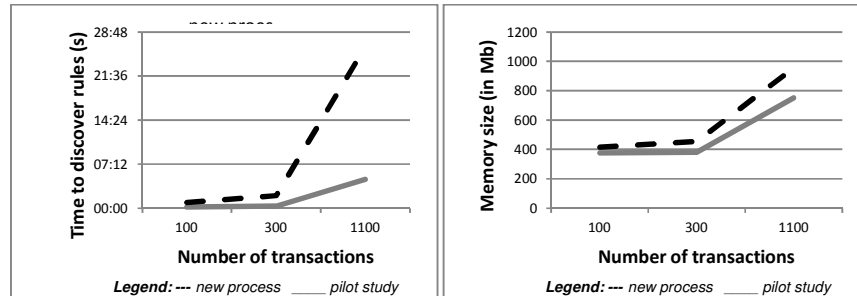 Time to discover rules (s)
28:48
21:36
14:24
07:12
00:00
100 300 1100
Number of transactions
Legend: --- new process ____ pilot study
Memory size (in Mb)
1200
1000
800
600
400
200
0
100 300 1100
Number of transactions
Legend: --- new process ____ pilot study